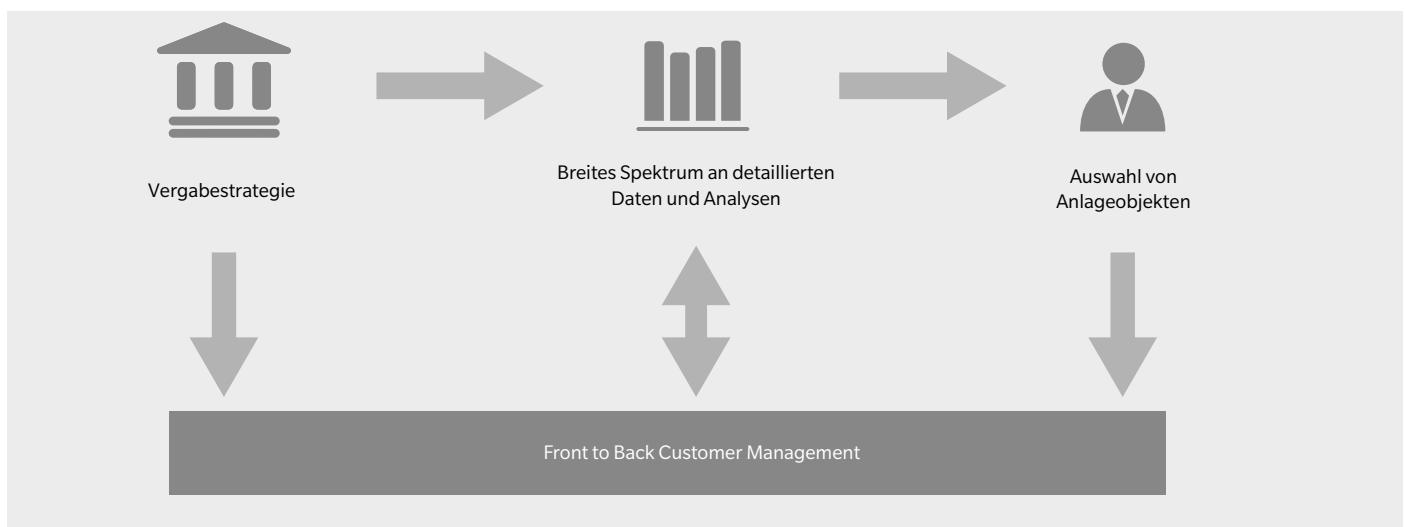 Vergabestrategie
Breites Spektrum an detaillierten
Daten und Analysen
Auswahl von
Anlageobjekten
Front to Back Customer Management